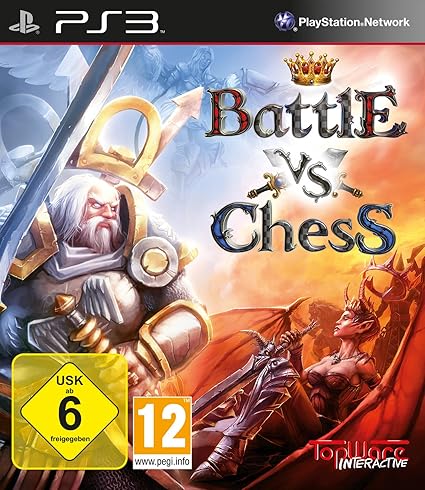 PS3
PlayStation®Network
BattlE
VS.
ChesS
USK
ab
6
freigegeben
12
www.pegi.info
TopWare
INTERACTIVE